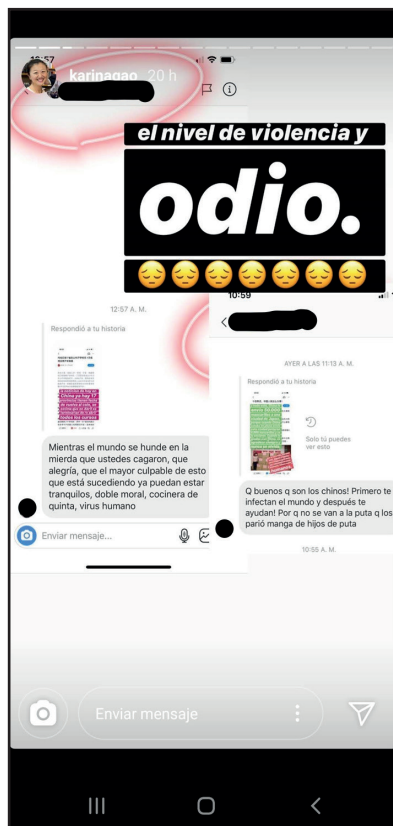 12:57
karinagao 20 h
el nivel de violencia y
odio.
12:57 A. M.
Respondió a tu historia
China ya hay 17
Mientras el mundo se hunde en la
mierda que ustedes cagaron, que
alegría, que el mayor culpable de esto
que está sucediendo ya puedan estar
tranquilos, doble moral, cocinera de
quinta, virus humano
Enviar mensaje...
10:59
AYER A LAS 11:13 A. M.
Respondió a tu historia
Solo tú puedes
ver esto
Q buenos q son los chinos! Primero te
infectan el mundo y después te
ayudan! Por q no se van a la puta q los
parió manga de hijos de puta
10:55 A. M.
Enviar mensaje